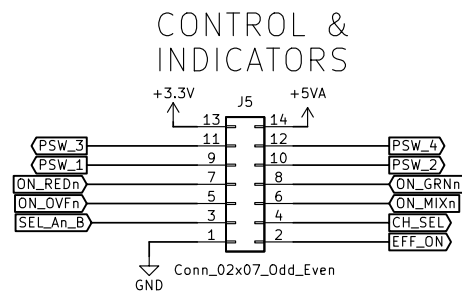 CONTROL &
INDICATORS
+3.3V J5 +5VA
13 14
PSW_3 11 12 PSW_4
PSW_1 9 10 PSW_2
ON_REDn 7 8 ON_GRNn
ON_OVFn 5 6 ON_MIXn
SEL_An_B 3 4 CH_SEL
1 2 EFF_ON
GND Conn_02x07_Odd_Even